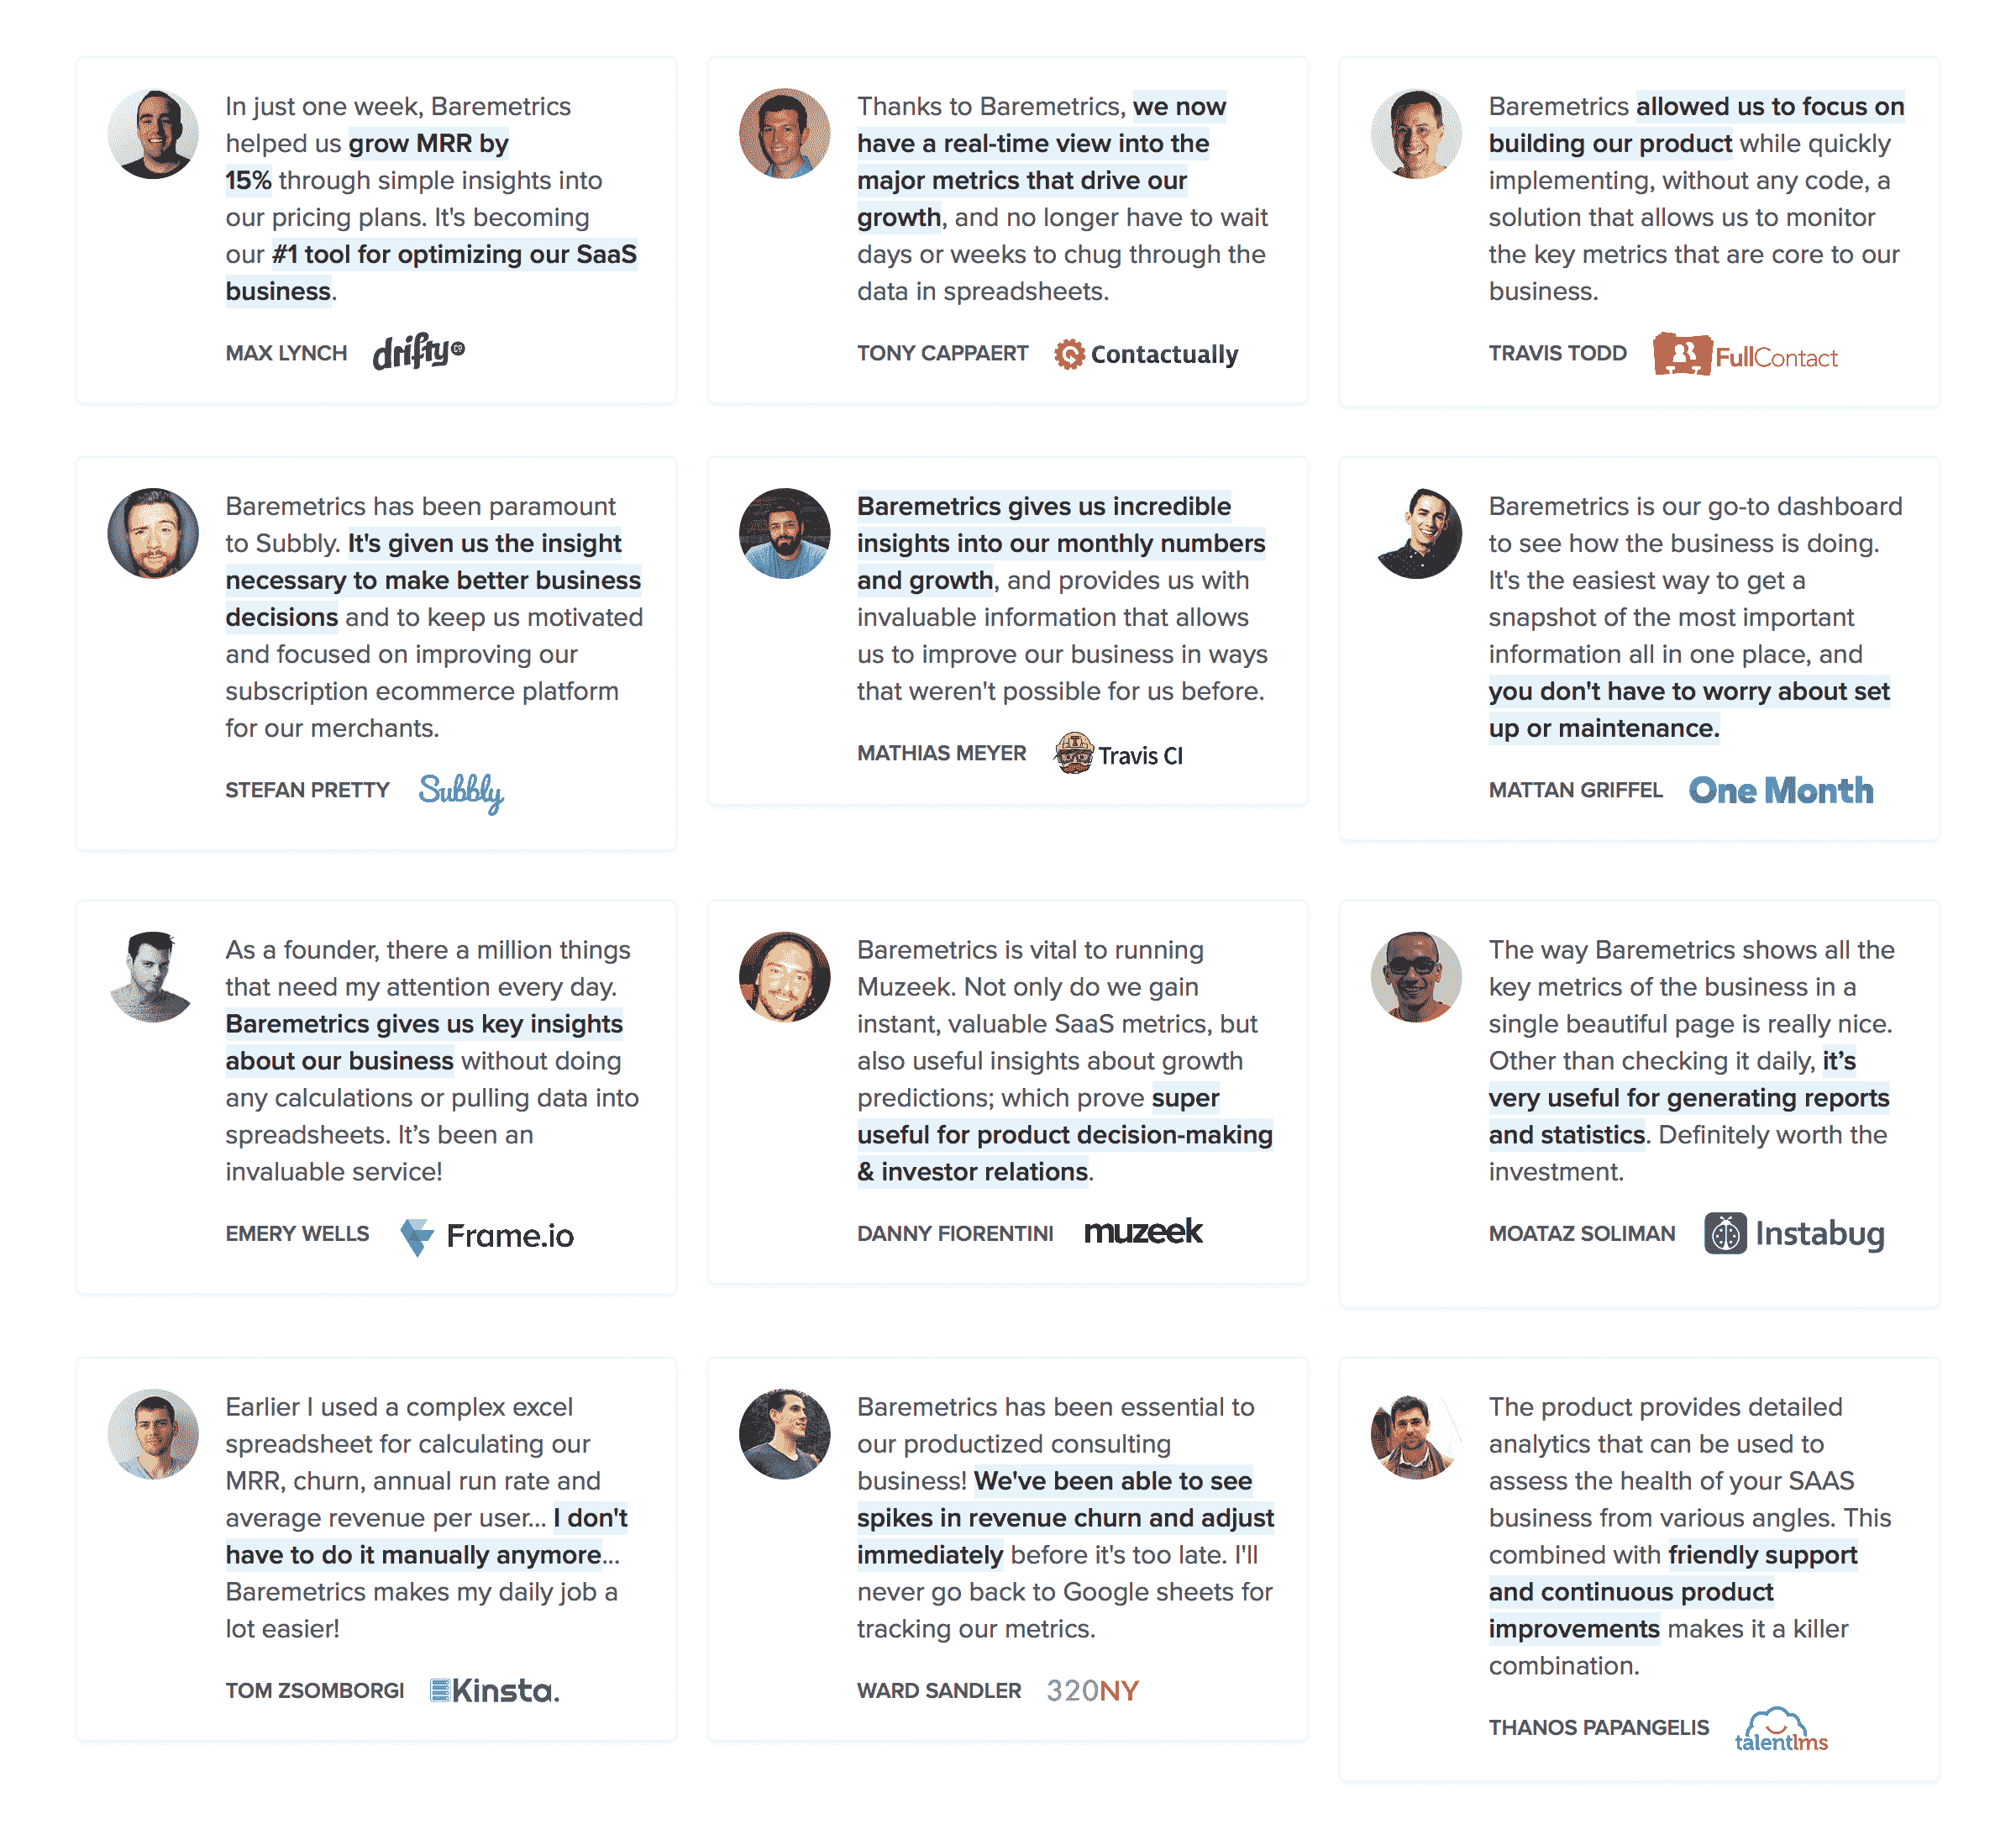 In just one week, Baremetrics
helped us grow MRR by
15% through simple insights into
our pricing plans. It's becoming
our #1 tool for optimizing our SaaS
business.
MAX LYNCH drifty co
Thanks to Baremetrics, we now
have a real-time view into the
major metrics that drive our
growth, and no longer have to wait
days or weeks to chug through the
data in spreadsheets.
TONY CAPPAERT Contactually
Baremetrics allowed us to focus on
building our product while quickly
implementing, without any code, a
solution that allows us to monitor
the key metrics that are core to our
business.
TRAVIS TODD FullContact
Baremetrics has been paramount
to Subbly. It's given us the insight
necessary to make better business
decisions and to keep us motivated
and focused on improving our
subscription ecommerce platform
for our merchants.
STEFAN PRETTY Subbly
Baremetrics gives us incredible
insights into our monthly numbers
and growth, and provides us with
invaluable information that allows
us to improve our business in ways
that weren't possible for us before.
MATHIAS MEYER Travis CI
Baremetrics is our go-to dashboard
to see how the business is doing.
It's the easiest way to get a
snapshot of the most important
information all in one place, and
you don't have to worry about set
up or maintenance.
MATTAN GRIFFEL One Month
As a founder, there a million things
that need my attention every day.
Baremetrics gives us key insights
about our business without doing
any calculations or pulling data into
spreadsheets. It’s been an
invaluable service!
EMERY WELLS Frame.io
Baremetrics is vital to running
Muzeek. Not only do we gain
instant, valuable SaaS metrics, but
also useful insights about growth
predictions; which prove super
useful for product decision-making
& investor relations.
DANNY FIORENTINI muzeek
The way Baremetrics shows all the
key metrics of the business in a
single beautiful page is really nice.
Other than checking it daily, it’s
very useful for generating reports
and statistics. Definitely worth the
investment.
MOATAZ SOLIMAN Instabug
Earlier I used a complex excel
spreadsheet for calculating our
MRR, churn, annual run rate and
average revenue per user... I don't
have to do it manually anymore...
Baremetrics makes my daily job a
lot easier!
TOM ZSOMBORGI Kinsta.
Baremetrics has been essential to
our productized consulting
business! We've been able to see
spikes in revenue churn and adjust
immediately before it's too late. I'll
never go back to Google sheets for
tracking our metrics.
WARD SANDLER 320NY
The product provides detailed
analytics that can be used to
assess the health of your SAAS
business from various angles. This
combined with friendly support
and continuous product
improvements makes it a killer
combination.
THANOS PAPANGELIS talentlms